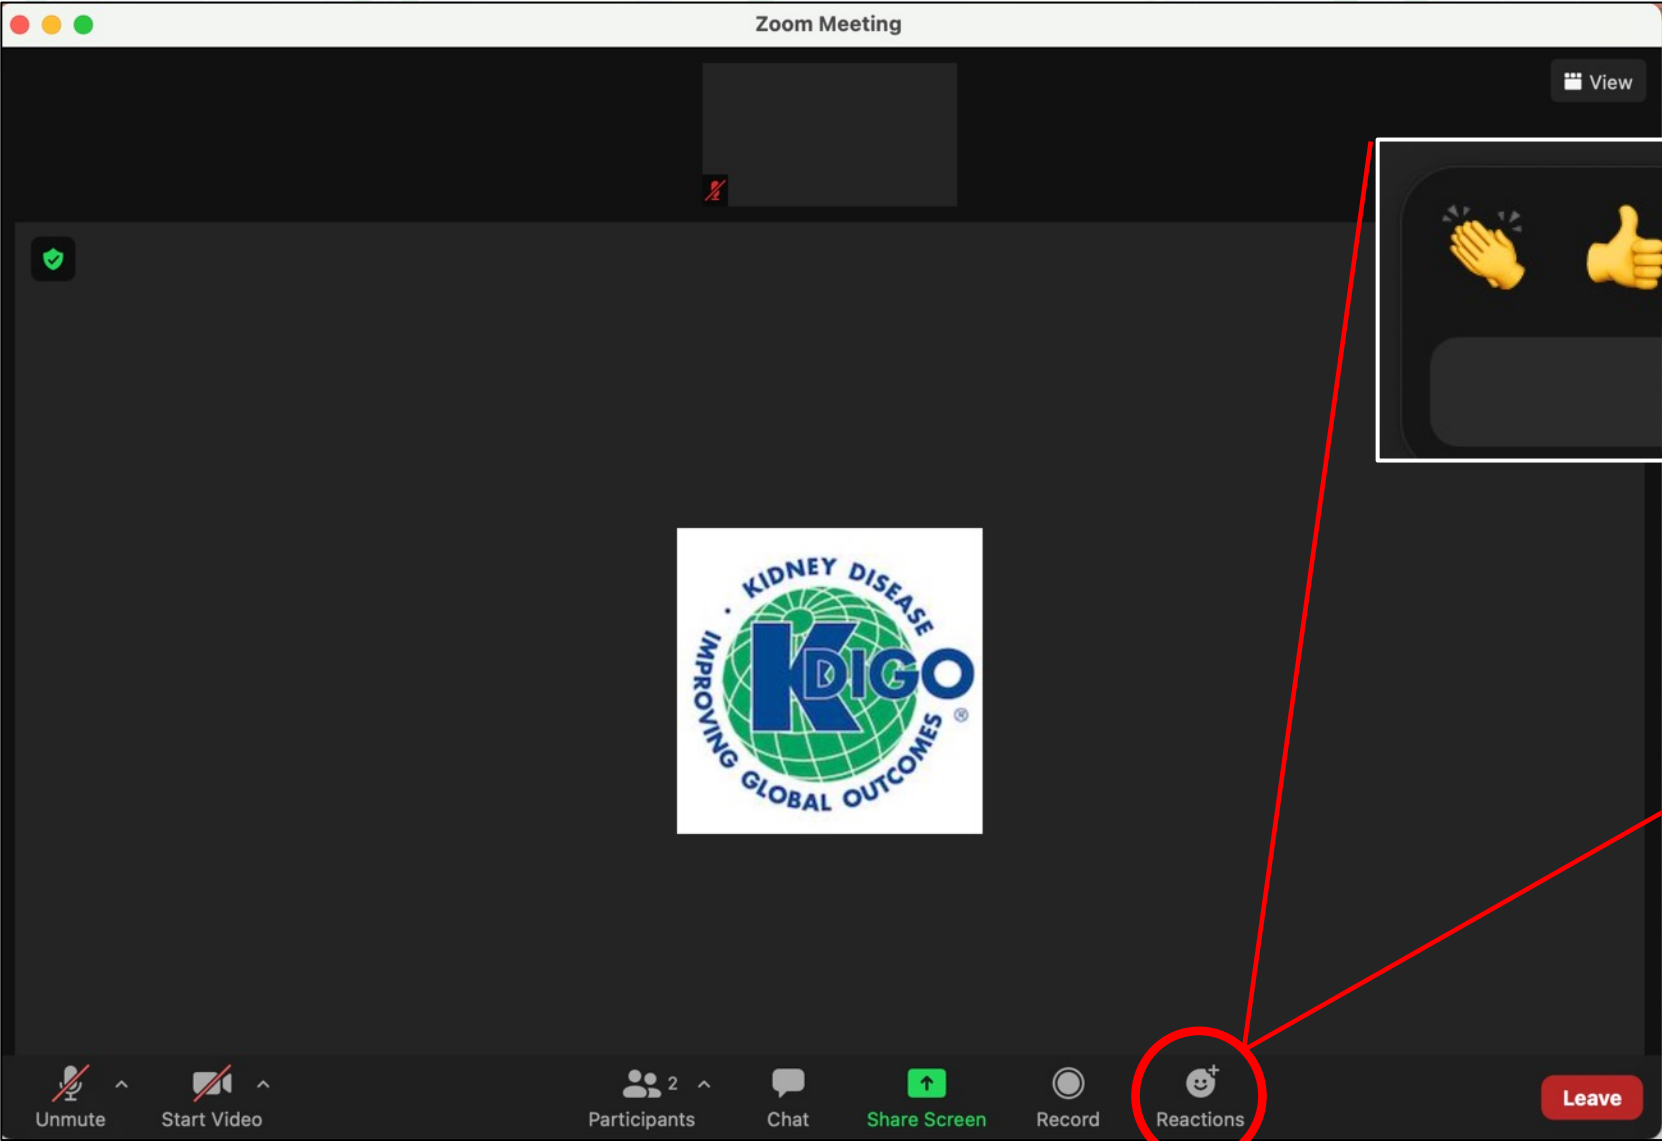 Zoom Meeting
View
KIDNEY DISEASE
IMPROVING GLOBAL OUTCOMES
KDIGO
®
2
Unmute
Start Video
Participants
Chat
Share Screen
Record
Reactions
Leave